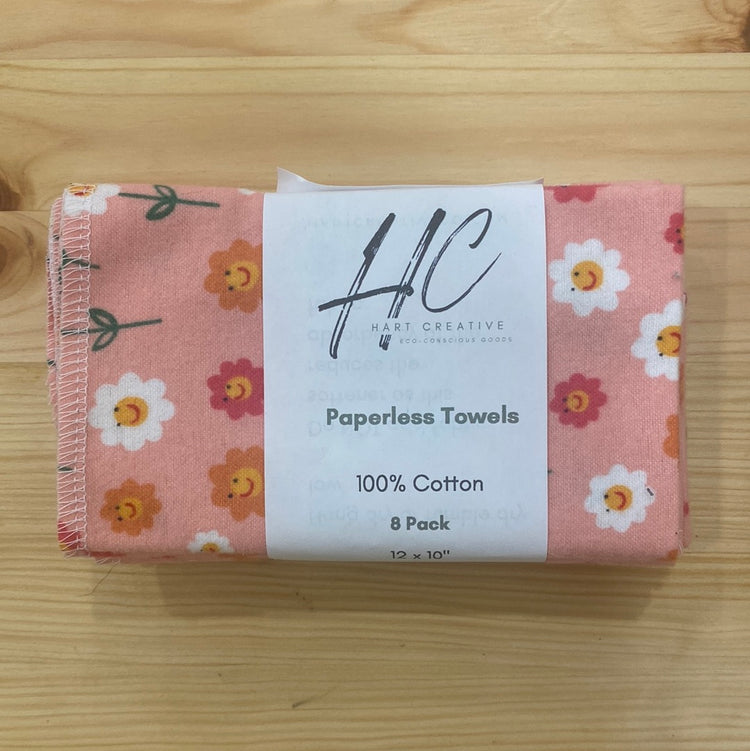 HC
HART CREATIVE
ECO-CONSCIOUS GOODS
Paperless Towels
100% Cotton
8 Pack
12 x 10"